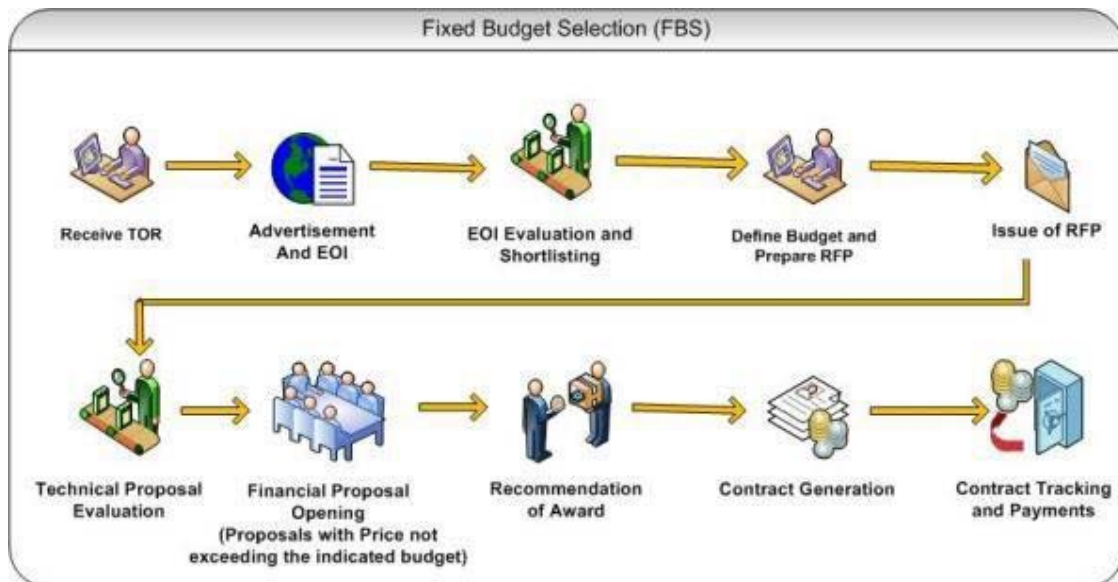 Fixed Budget Selection (FBS)
Receive TOR
Advertisement
And EOI
EOI Evaluation and
Shortlisting
Define Budget and
Prepare RFP
Issue of RFP
Technical Proposal
Evaluation
Financial Proposal
Opening
(Proposals with Price not
exceeding the indicated budget)
Recommendation
of Award
Contract Generation
Contract Tracking
and Payments